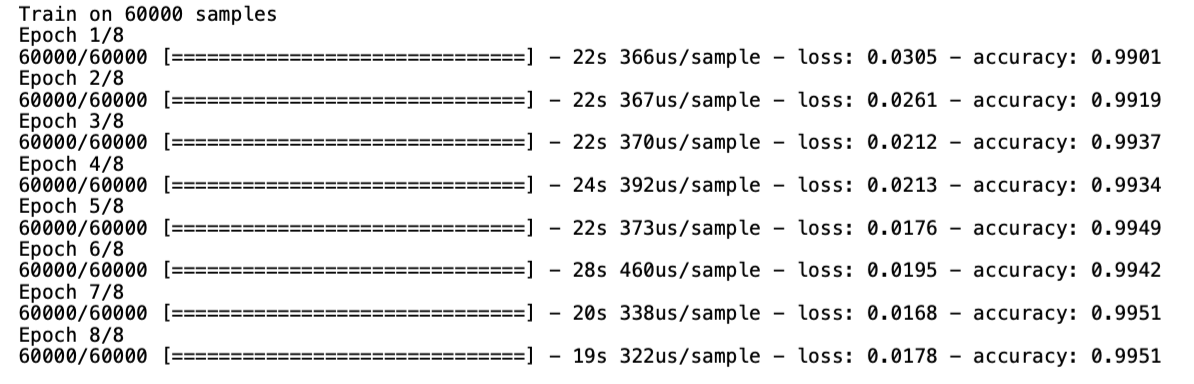 Train on 60000 samples
Epoch 1/8
60000/60000 [==============================] - 22s 366us/sample - loss: 0.0305 - accuracy: 0.9901
Epoch 2/8
60000/60000 [==============================] - 22s 367us/sample - loss: 0.0261 - accuracy: 0.9919
Epoch 3/8
60000/60000 [==============================] - 22s 370us/sample - loss: 0.0212 - accuracy: 0.9937
Epoch 4/8
60000/60000 [==============================] - 24s 392us/sample - loss: 0.0213 - accuracy: 0.9934
Epoch 5/8
60000/60000 [==============================] - 22s 373us/sample - loss: 0.0176 - accuracy: 0.9949
Epoch 6/8
60000/60000 [==============================] - 28s 460us/sample - loss: 0.0195 - accuracy: 0.9942
Epoch 7/8
60000/60000 [==============================] - 20s 338us/sample - loss: 0.0168 - accuracy: 0.9951
Epoch 8/8
60000/60000 [==============================] - 19s 322us/sample - loss: 0.0178 - accuracy: 0.9951